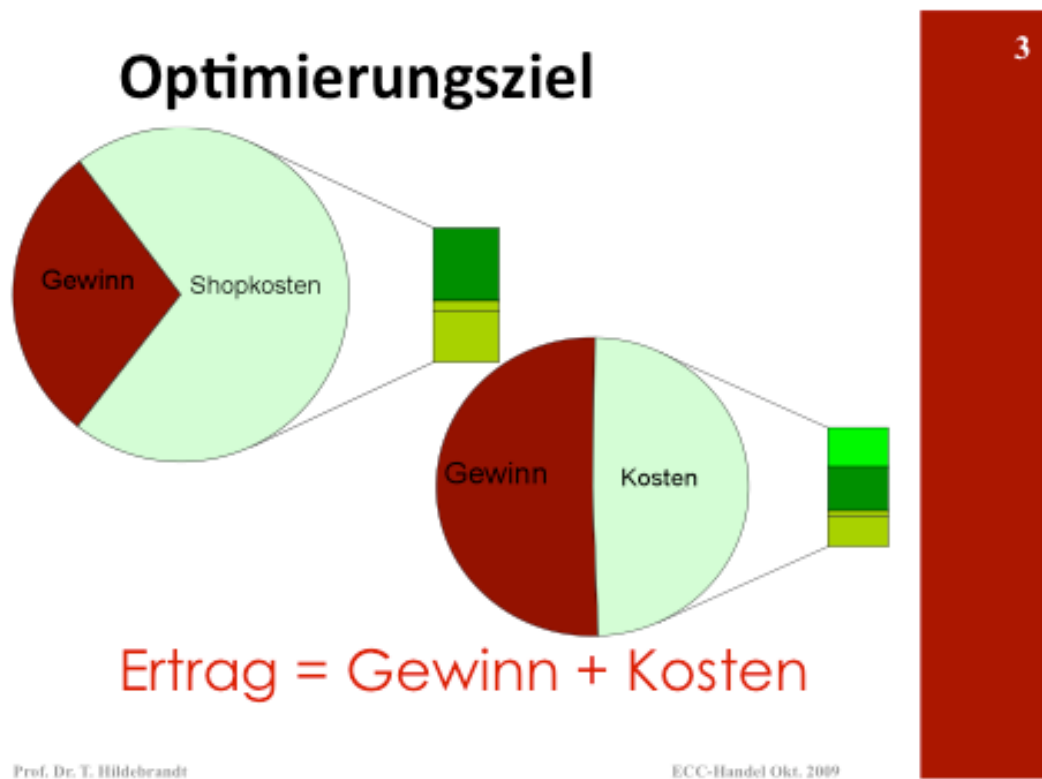 3
Optimierungsziel
Gewinn
Shopkosten
Gewinn
Kosten
Ertrag = Gewinn + Kosten
Prof. Dr. T. Hildebrandt
ECC-Handel Okt. 2009